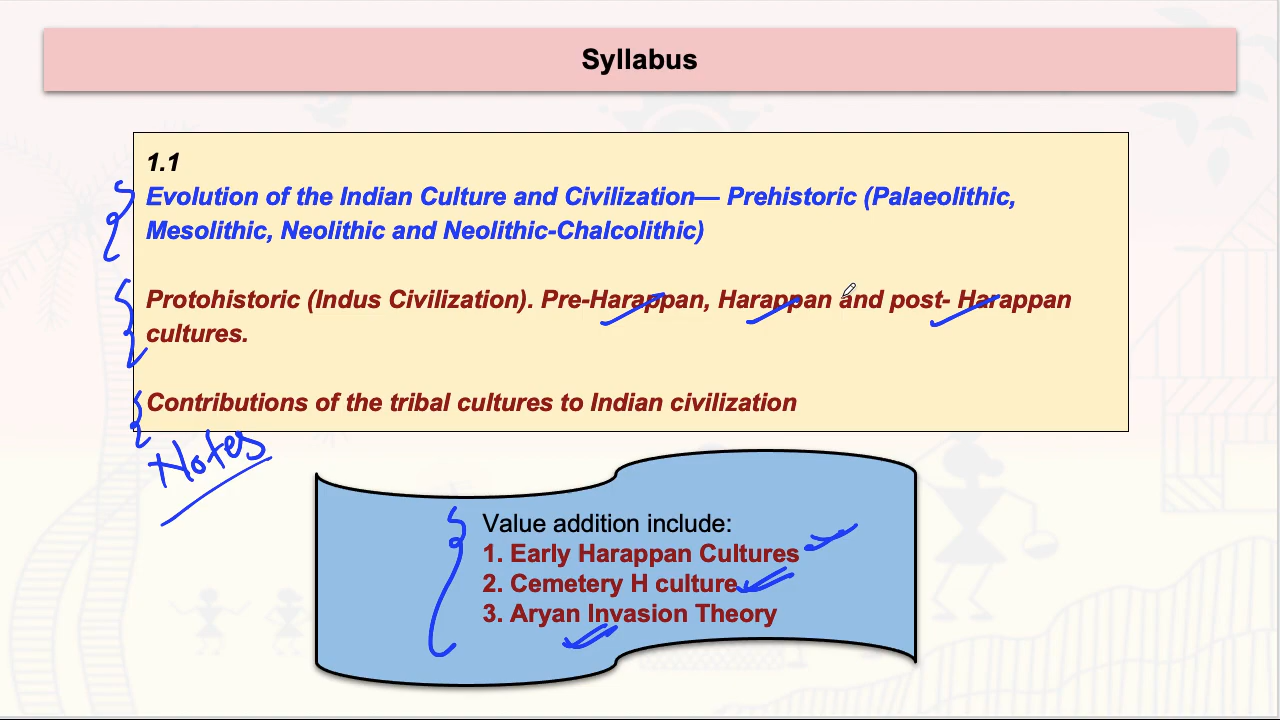 Syllabus
1.1
Evolution of the Indian Culture and Civilization— Prehistoric (Palaeolithic,
Mesolithic, Neolithic and Neolithic-Chalcolithic)
Protohistoric (Indus Civilization). Pre-Harappan, Harappan and post- Harappan
cultures.
Contributions of the tribal cultures to Indian civilization
Notes
Value addition include:
1. Early Harappan Cultures
2. Cemetery H culture
3. Aryan Invasion Theory